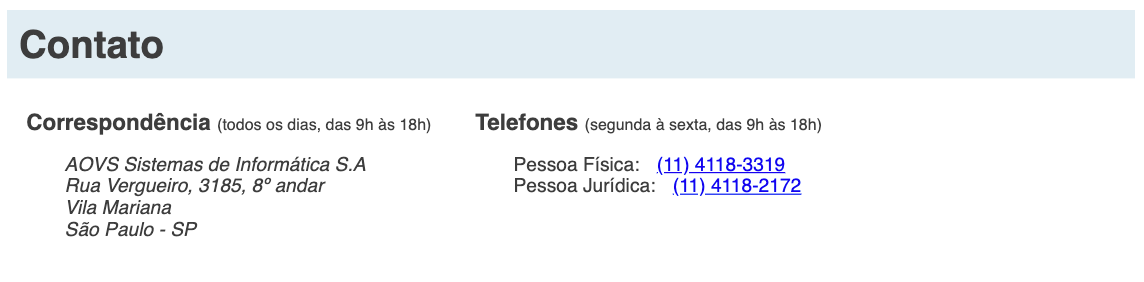 Contato
Correspondência (todos os dias, das 9h às 18h)
AOVS Sistemas de Informática S.A
Rua Vergueiro, 3185, 8º andar
Vila Mariana
São Paulo - SP
Telefones (segunda à sexta, das 9h às 18h)
Pessoa Física: (11) 4118-3319
Pessoa Jurídica: (11) 4118-2172